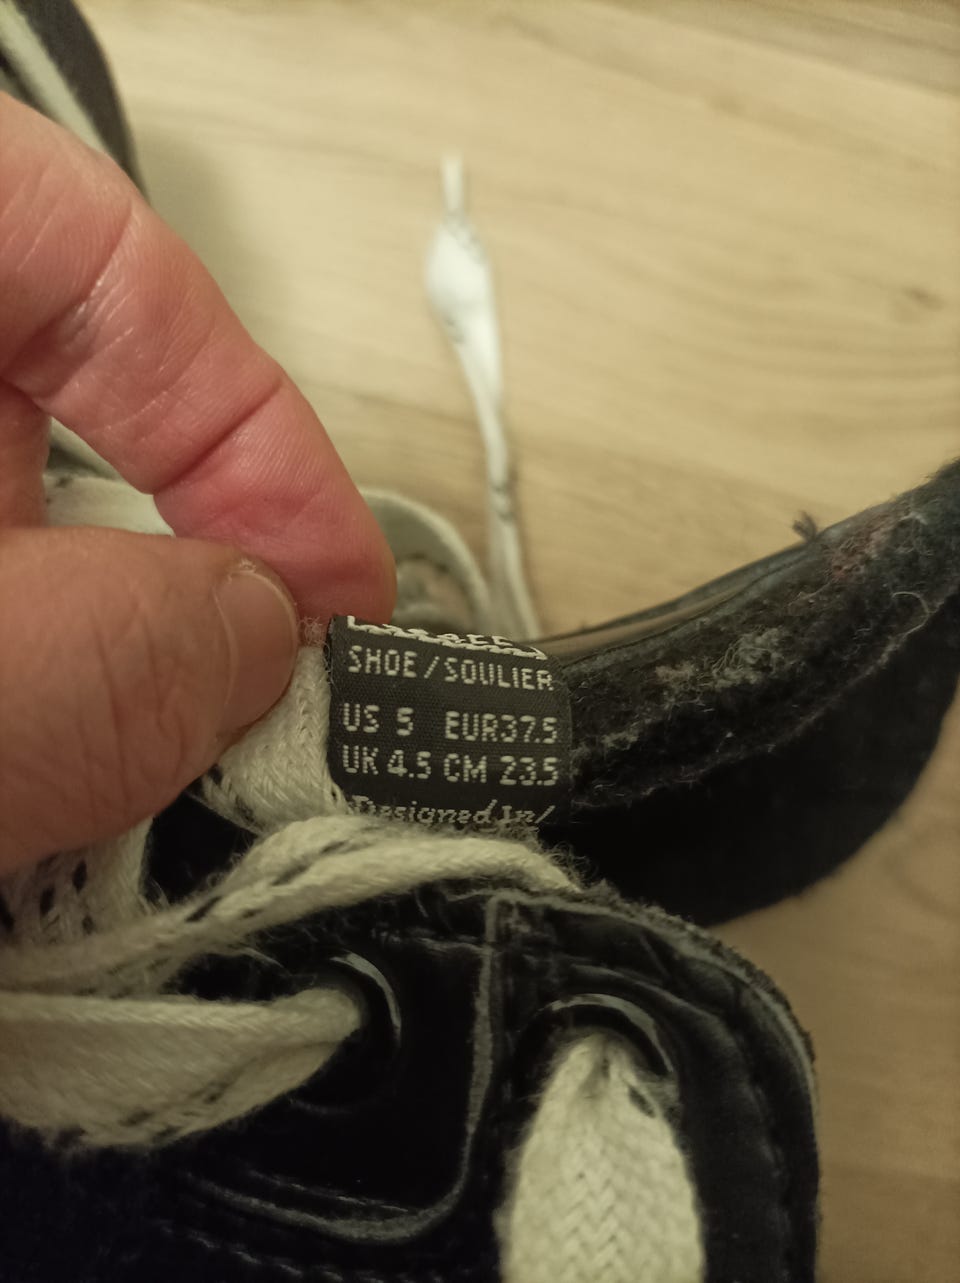 SHOE/SOULIER
US 5 EUR37.5
UK 4.5 CM 23.5
Designed In/